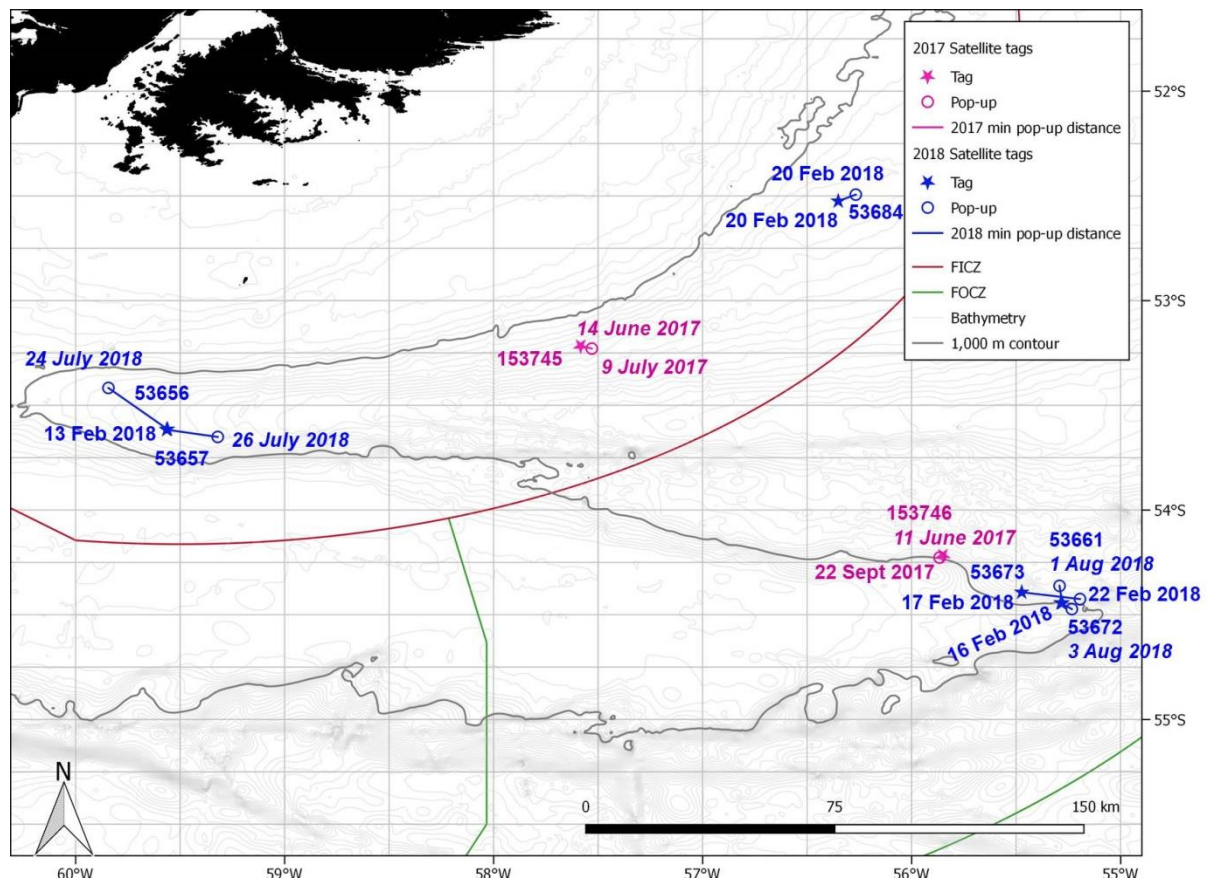 2017 Satellite tags
Tag
Pop-up
2017 min pop-up distance
2018 Satellite tags
Tag
Pop-up
2018 min pop-up distance
FICZ
FOCZ
Bathymetry
1,000 m contour
52°S
20 Feb 2018
20 Feb 2018
53684
53°S
14 June 2017
153745
9 July 2017
24 July 2018
53656
13 Feb 2018
26 July 2018
53657
54°S
153746
11 June 2017
22 Sept 2017
53661
1 Aug 2018
53673
17 Feb 2018
22 Feb 2018
16 Feb 2018
53672
3 Aug 2018
55°S
N
0
75
150 km
60°W
59°W
58°W
57°W
56°W
55°W